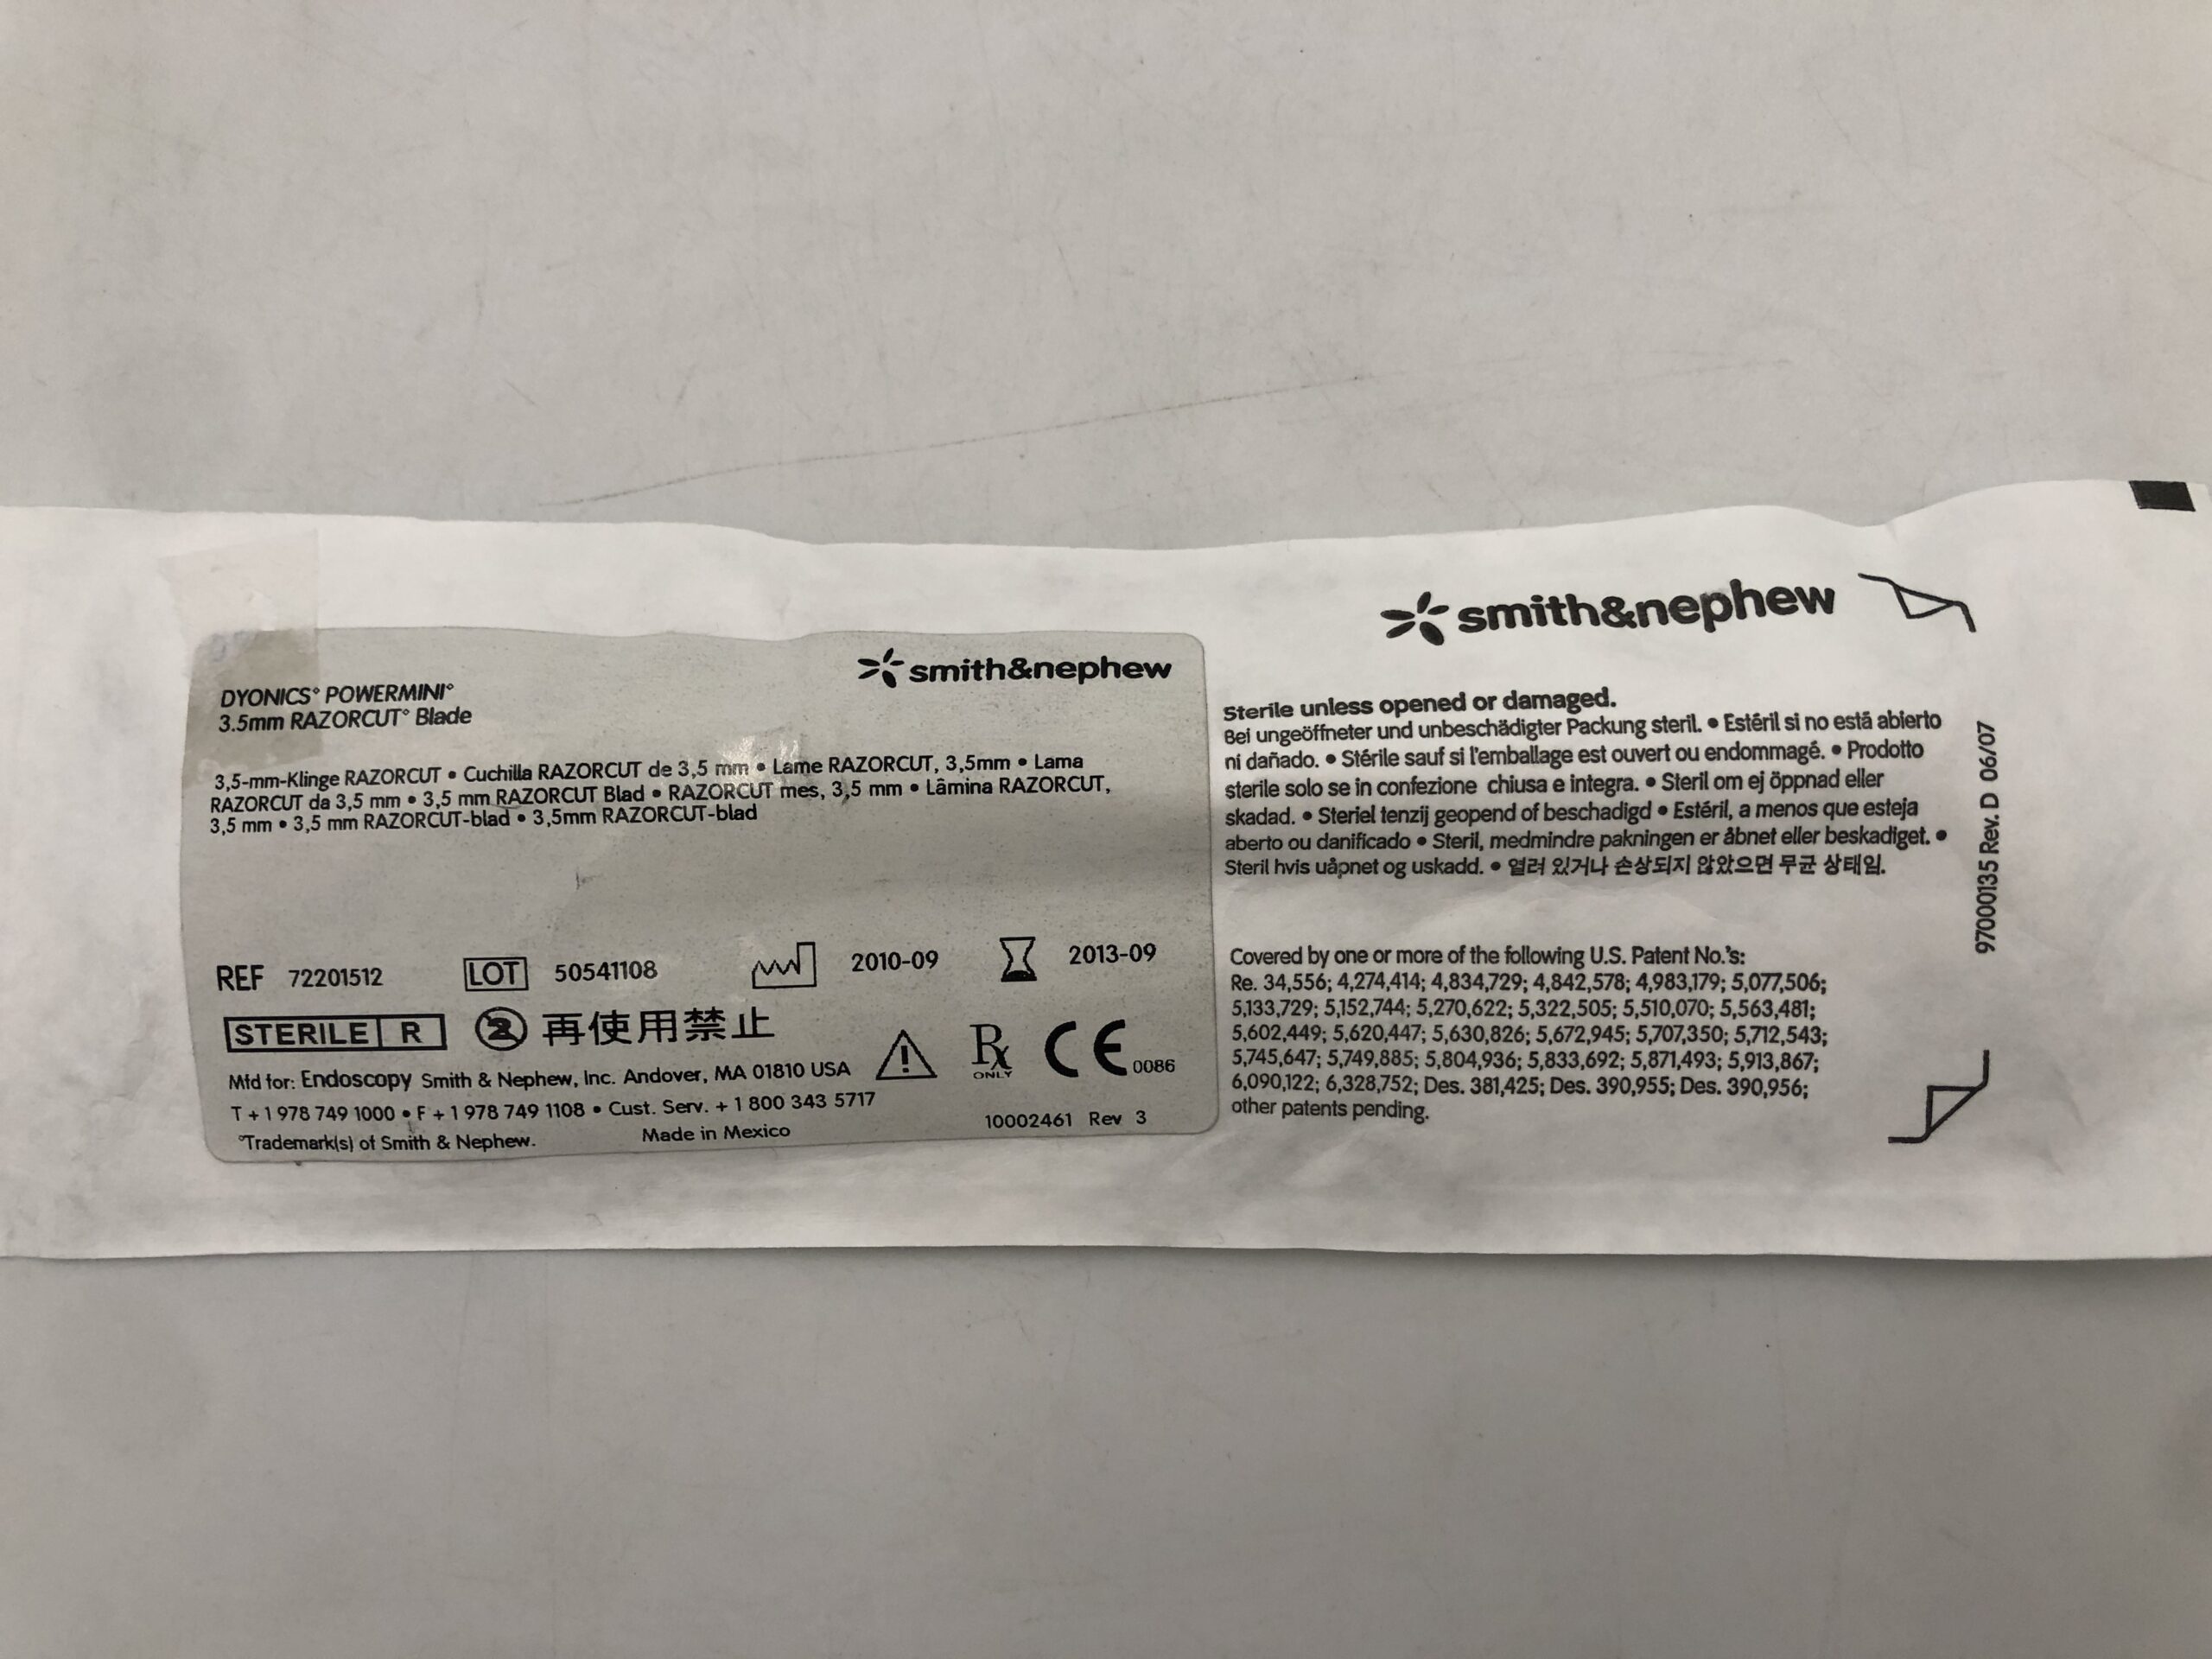 smith&nephew
DYONICS° POWERMINI°
3.5mm RAZORCUT° Blade
3,5-mm-Klinge RAZORCUT • Cuchilla RAZORCUT de 3,5 mm • Lame RAZORCUT, 3,5mm • Lama
RAZORCUT da 3,5 mm • 3,5 mm RAZORCUT Blad • RAZORCUT mes, 3,5 mm • Lâmina RAZORCUT,
3,5 mm • 3,5 mm RAZORCUT-blad • 3,5mm RAZORCUT-blad
REF 72201512 LOT 50541108 2010-09 2013-09
STERILE R 2 再使用禁止
Rx ONLY CE 0086
Mfd for: Endoscopy Smith & Nephew, Inc. Andover, MA 01810 USA
T + 1 978 749 1000 • F + 1 978 749 1108 • Cust. Serv. + 1 800 343 5717
°Trademark(s) of Smith & Nephew. Made in Mexico 10002461 Rev 3
smith&nephew
Sterile unless opened or damaged.
Bei ungeöffneter und unbeschädigter Packung steril. • Estéril si no está abierto
ni dañado. • Stérile sauf si l'emballage est ouvert ou endommagé. • Prodotto
sterile solo se in confezione chiusa e integra. • Steril om ej öppnad eller
skadad. • Steriel tenzij geopend of beschadigd • Estéril, a menos que esteja
aberto ou danificado • Steril, medmindre pakningen er åbnet eller beskadiget. •
Steril hvis uåpnet og uskadd. • 열려 있거나 손상되지 않았으면 무균 상태임.
Covered by one or more of the following U.S. Patent No.'s:
Re. 34,556; 4,274,414; 4,834,729; 4,842,578; 4,983,179; 5,077,506;
5,133,729; 5,152,744; 5,270,622; 5,322,505; 5,510,070; 5,563,481;
5,602,449; 5,620,447; 5,630,826; 5,672,945; 5,707,350; 5,712,543;
5,745,647; 5,749,885; 5,804,936; 5,833,692; 5,871,493; 5,913,867;
6,090,122; 6,328,752; Des. 381,425; Des. 390,955; Des. 390,956;
other patents pending.
97000135 Rev. D 06/07